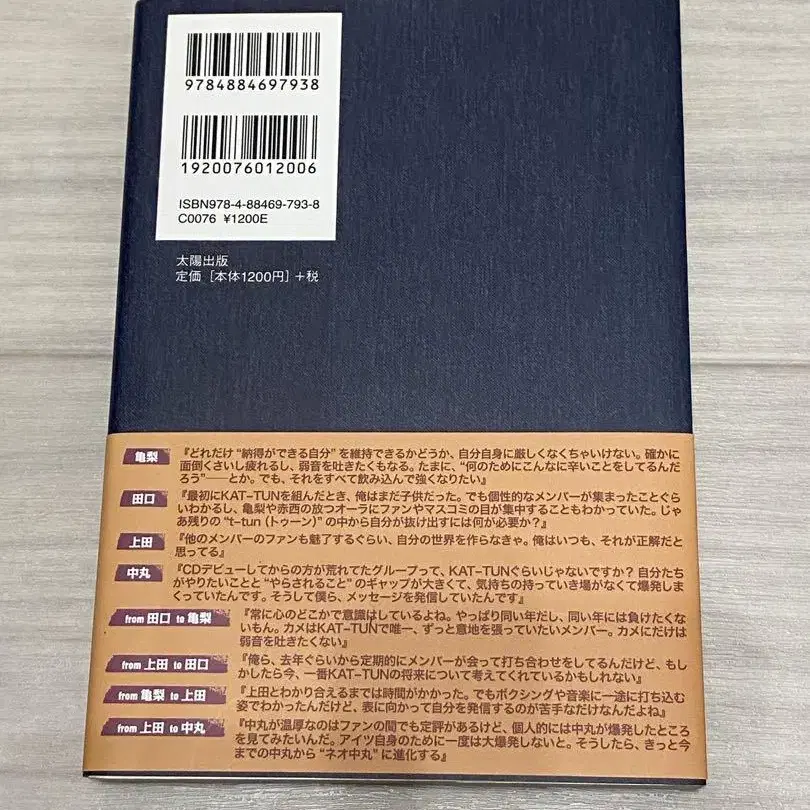 9784884697938
1920076012006
ISBN978-4-88469-793-8
C0076 ¥1200E
太陽出版
定価［本体1200円］+税
亀梨
『どれだけ“納得ができる自分”を維持できるかどうか、自分自身に厳しくなくちゃいけない。確かに
面倒くさいし疲れるし、弱音を吐きたくもなる。たまに、“何のためにこんなに辛いことをしてるんだ
ろう”──とか。でも、それをすべて飲み込んで強くなりたい』
田口
『最初にKAT-TUNを組んだとき、俺はまだ子供だった。でも個性的なメンバーが集まったことぐら
いわかるし、亀梨や赤西の放つオーラにファンやマスコミの目が集中することもわかっていた。じゃ
あ残りの“t-tun（トゥーン）”の中から自分が抜け出すには何が必要か？』
上田
『他のメンバーのファンも魅了するぐらい、自分の世界を作らなきゃ。俺はいつも、それが正解だと
思ってる』
中丸
『CDデビューしてからの方が荒れてたグループって、KAT-TUNぐらいじゃないですか？ 自分たち
がやりたいことと“やらされること”のギャップが大きくて、気持ちの持っていき場がなくて爆発しま
くっていたんです。そうして僕ら、メッセージを発信していたんです』
from 田口 to 亀梨
『常に心のどこかで意識はしているよね。やっぱり同い年だし、同い年には負けたくな
いもん。カメはKAT-TUNで唯一、ずっと意地を張っていたいメンバー。カメにだけは
弱音を吐きたくない』
from 上田 to 田口
『俺ら、去年ぐらいから定期的にメンバーが会って打ち合わせをしてるんだけど、もし
かしたら今、一番KAT-TUNの将来について考えてくれているかもしれない』
from 亀梨 to 上田
『上田とわかり合えるまでは時間がかかった。でもボクシングや音楽に一途に打ち込む
姿でわかったんだけど、表に向かって自分を発信するのが苦手なだけなんだよね』
from 上田 to 中丸
『中丸が温厚なのはファンの間でも定評があるけど、個人的には中丸が爆発したところ
を見てみたいんだ。アイツ自身のために一度は大爆発しないと。そうしたら、きっと今
までの中丸から“ネオ中丸”に進化する』